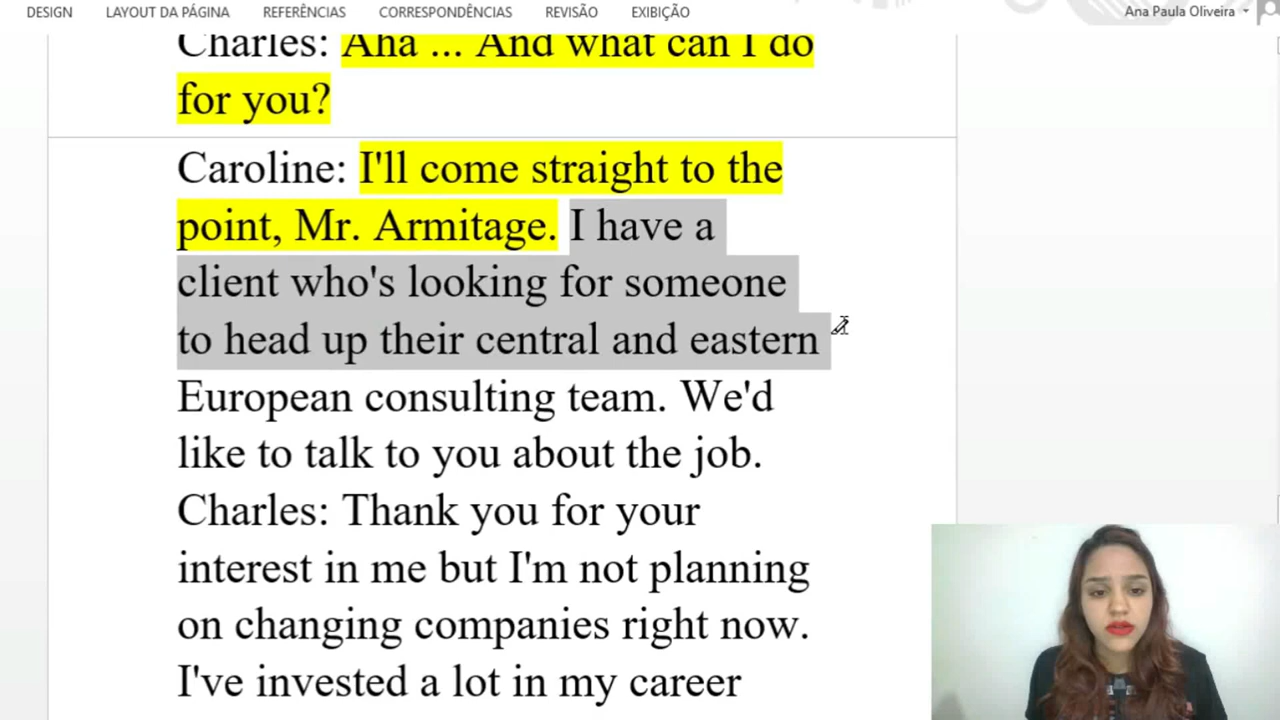 DESIGN LAYOUT DA PÁGINA REFERÊNCIAS CORRESPONDÊNCIAS REVISÃO EXIBIÇÃO Ana Paula Oliveira
Charles: Aha ... And what can I do
for you?
Caroline: I'll come straight to the
point, Mr. Armitage. I have a
client who's looking for someone
to head up their central and eastern
European consulting team. We'd
like to talk to you about the job.
Charles: Thank you for your
interest in me but I'm not planning
on changing companies right now.
I've invested a lot in my career